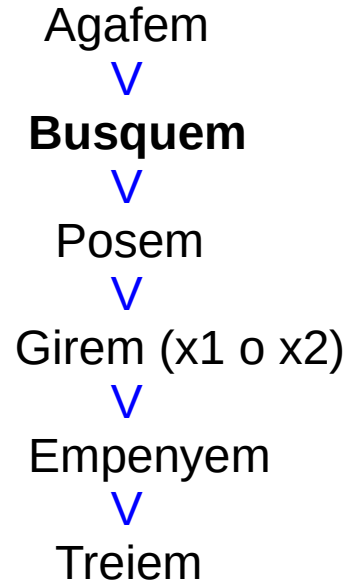 Agafem
V
Busquem
V
Posem
V
Girem (x1 o x2)
V
Empenyem
V
Treiem